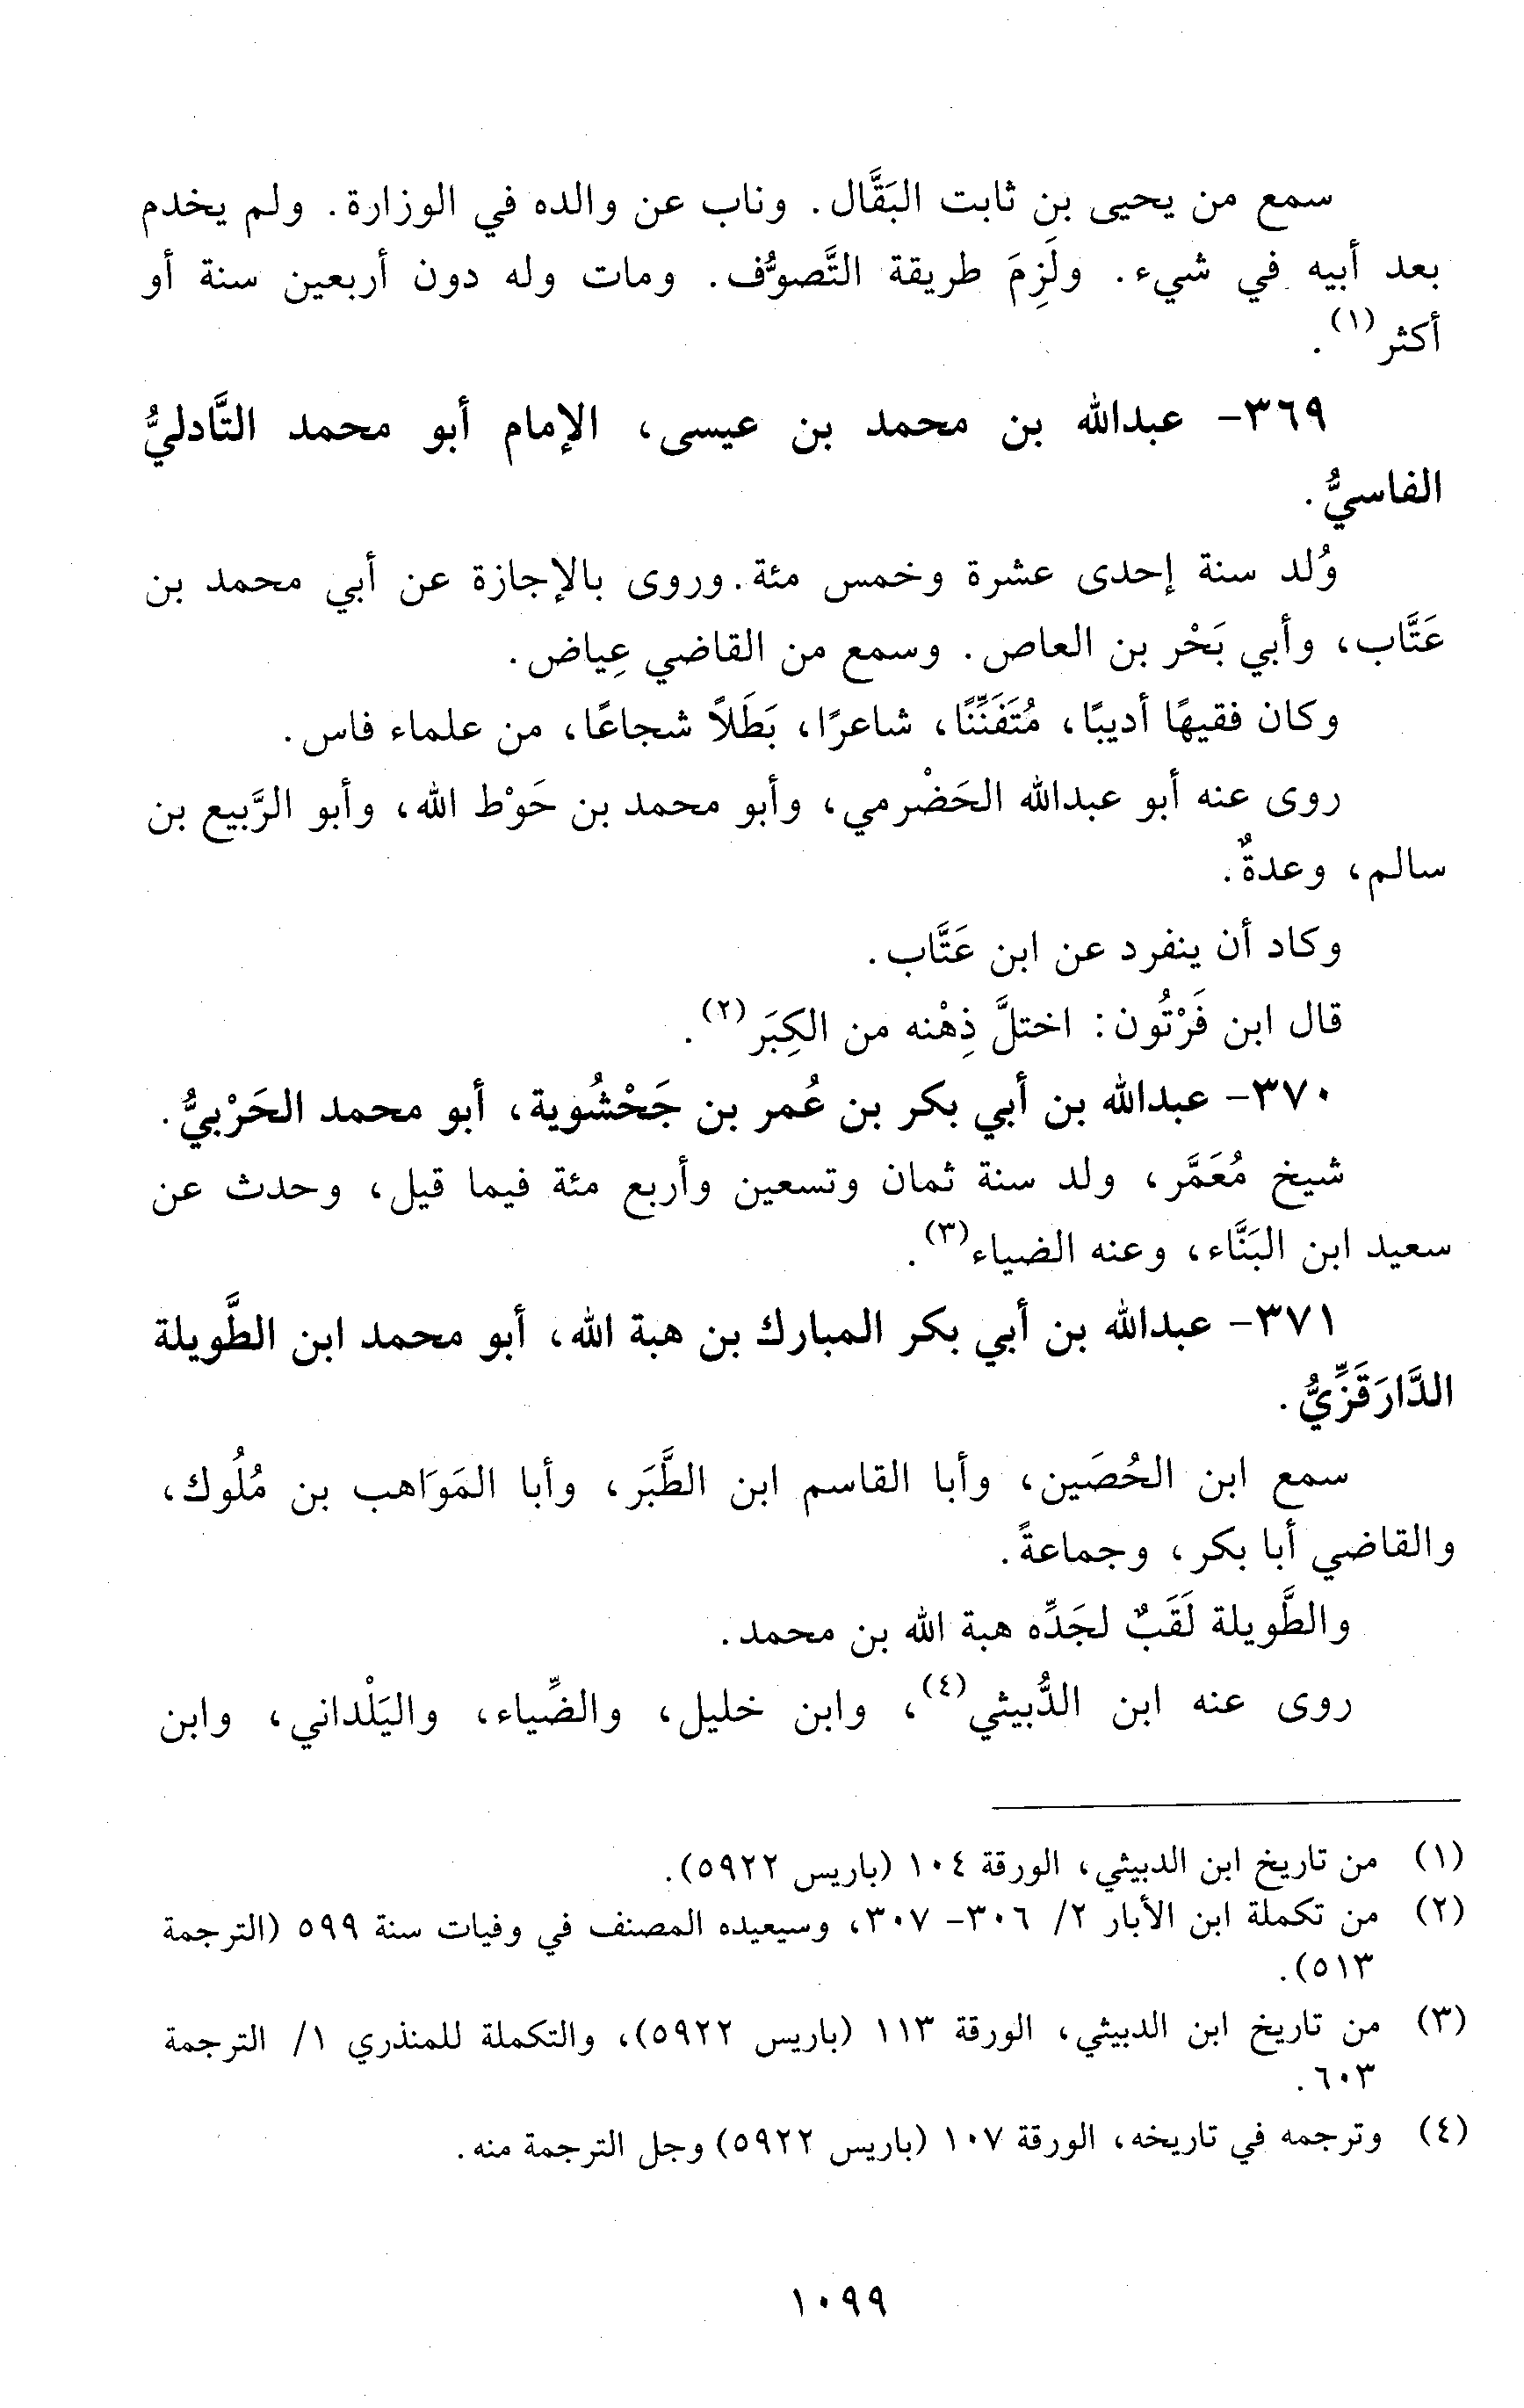 سمع من يحيى بن ثابت البَقَّال. وناب عن والده في الوزارة. ولم يخدم
بعد أبيه في شيء. ولَزِمَ طريقة التَّصوُّف. ومات وله دون أربعين سنة أو
أكثر(١).
٣٦٩- عبدالله بن محمد بن عيسى، الإمام أبو محمد التَّادليُّ
الفاسيُّ.
وُلد سنة إحدى عشرة وخمس مئة. وروى بالإجازة عن أبي محمد بن
عَتَّاب، وأبي بَحْر بن العاص. وسمع من القاضي عِياض.
وكان فقيهًا أديبًا، مُتَفَنِّنًا، شاعرًا، بَطَلاً شجاعًا، من علماء فاس.
روى عنه أبو عبدالله الحَضْرمي، وأبو محمد بن حَوْط الله، وأبو الرَّبيع بن
سالم، وعدةٌ.
وكاد أن ينفرد عن ابن عَتَّاب.
قال ابن فَرْتُون: اختلَّ ذِهْنه من الكِبَر(٢).
٣٧٠- عبدالله بن أبي بكر بن عُمر بن جَحْشُوية، أبو محمد الحَرْبيُّ.
شيخ مُعَمَّر، ولد سنة ثمان وتسعين وأربع مئة فيما قيل، وحدث عن
سعيد ابن البَنَّاء، وعنه الضياء(٣).
٣٧١- عبدالله بن أبي بكر المبارك بن هبة الله، أبو محمد ابن الطَّويلة
الدَّارَقَزِّيُّ.
سمع ابن الحُصَين، وأبا القاسم ابن الطَّبَر، وأبا المَوَاهب بن مُلُوك،
والقاضي أبا بكر، وجماعةً.
والطَّويلة لَقَبٌ لجَدِّه هبة الله بن محمد.
روى عنه ابن الدُّبيثي(٤)، وابن خليل، والضِّياء، واليَلْداني، وابن
(١) من تاريخ ابن الدبيثي، الورقة ١٠٤ (باريس ٥٩٢٢).
(٢) من تكملة ابن الأبار ٢/ ٣٠٦- ٣٠٧، وسيعيده المصنف في وفيات سنة ٥٩٩ (الترجمة
٥١٣).
(٣) من تاريخ ابن الدبيثي، الورقة ١١٣ (باريس ٥٩٢٢)، والتكملة للمنذري ١/ الترجمة
٦٠٣.
(٤) وترجمه في تاريخه، الورقة ١٠٧ (باريس ٥٩٢٢) وجل الترجمة منه.
١٠٩٩